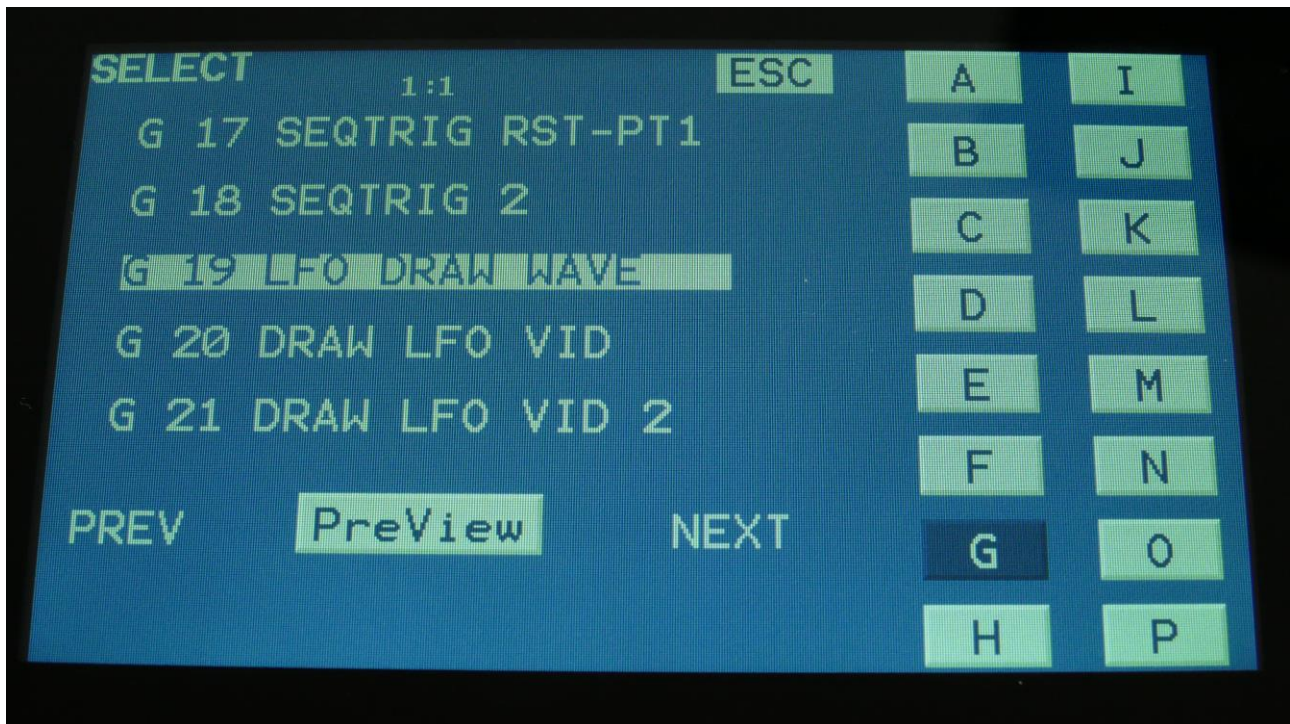 SELECT 1:1 ESC
G 17 SEQTRIG RST-PT1
G 18 SEQTRIG 2
G 19 LFO DRAW WAVE
G 20 DRAW LFO VID
G 21 DRAW LFO VID 2
PREV PreView NEXT
A I
B J
C K
D L
E M
F N
G O
H P